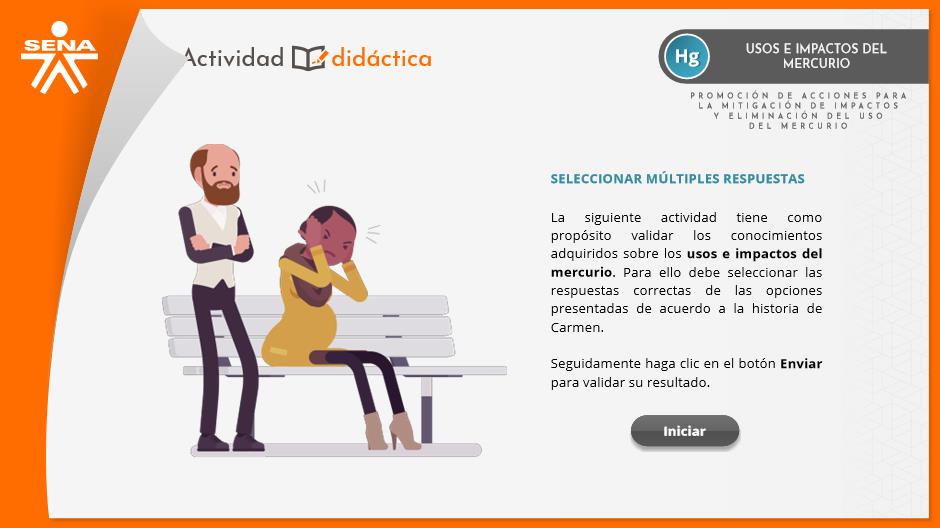 SENA
Actividad didáctica
Hg
USOS E IMPACTOS DEL
MERCURIO
PROMOCIÓN DE ACCIONES PARA
LA MITIGACIÓN DE IMPACTOS
Y ELIMINACIÓN DEL USO
DEL MERCURIO
SELECCIONAR MÚLTIPLES RESPUESTAS
La siguiente actividad tiene como
propósito validar los conocimientos
adquiridos sobre los usos e impactos del
mercurio. Para ello debe seleccionar las
respuestas correctas de las opciones
presentadas de acuerdo a la historia de
Carmen.
Seguidamente haga clic en el botón Enviar
para validar su resultado.
Iniciar